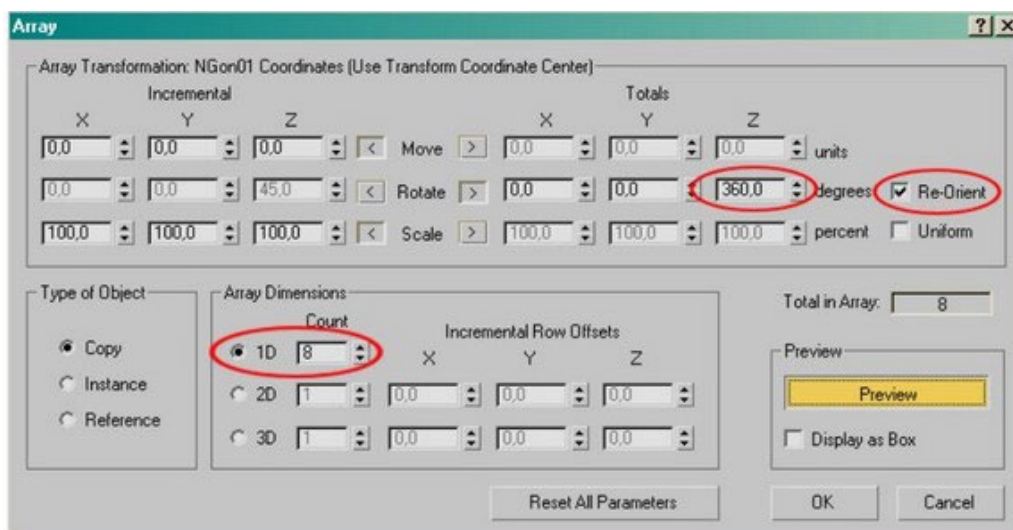 Array
Array Transformation: NGon01 Coordinates (Use Transform Coordinate Center)
Incremental Totals
X Y Z X Y Z
0,0 0,0 0,0 < Move > 0,0 0,0 0,0 units
0,0 0,0 45,0 < Rotate > 0,0 0,0 360,0 degrees Re-Orient
100,0 100,0 100,0 < Scale > 100,0 100,0 100,0 percent Uniform
Type of Object
Copy
Instance
Reference
Array Dimensions
Count
Incremental Row Offsets
1D 8 X Y Z
2D 1 0,0 0,0 0,0
3D 1 0,0 0,0 0,0
Total in Array: 8
Preview
Preview
Display as Box
Reset All Parameters OK Cancel